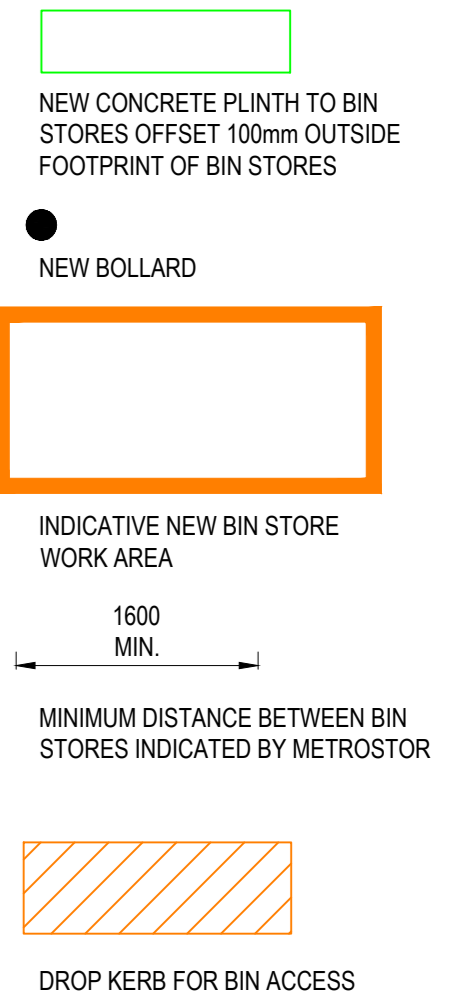 NEW CONCRETE PLINTH TO BIN
STORES OFFSET 100mm OUTSIDE
FOOTPRINT OF BIN STORES
NEW BOLLARD
INDICATIVE NEW BIN STORE
WORK AREA
1600
MIN.
MINIMUM DISTANCE BETWEEN BIN
STORES INDICATED BY METROSTOR
DROP KERB FOR BIN ACCESS